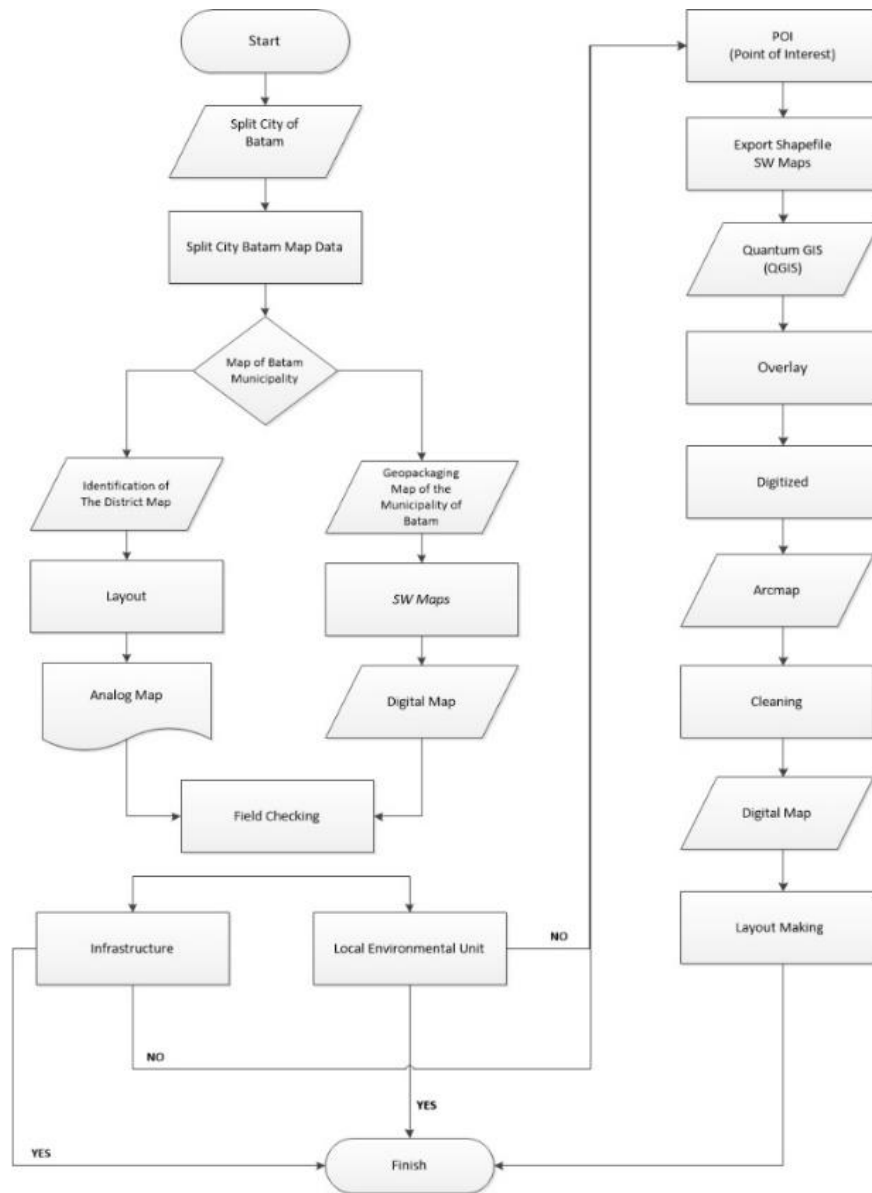 Start
Split City of
Batam
Split City Batam Map Data
Map of Batam
Municipality
Identification of
The District Map
Layout
Analog Map
Geopackaging
Map of the
Municipality of
Batam
SW Maps
Digital Map
Field Checking
Infrastructure
Local Environmental Unit
NO
NO
YES
YES
Finish
POI
(Point of Interest)
Export Shapefile
SW Maps
Quantum GIS
(QGIS)
Overlay
Digitized
Arcmap
Cleaning
Digital Map
Layout Making